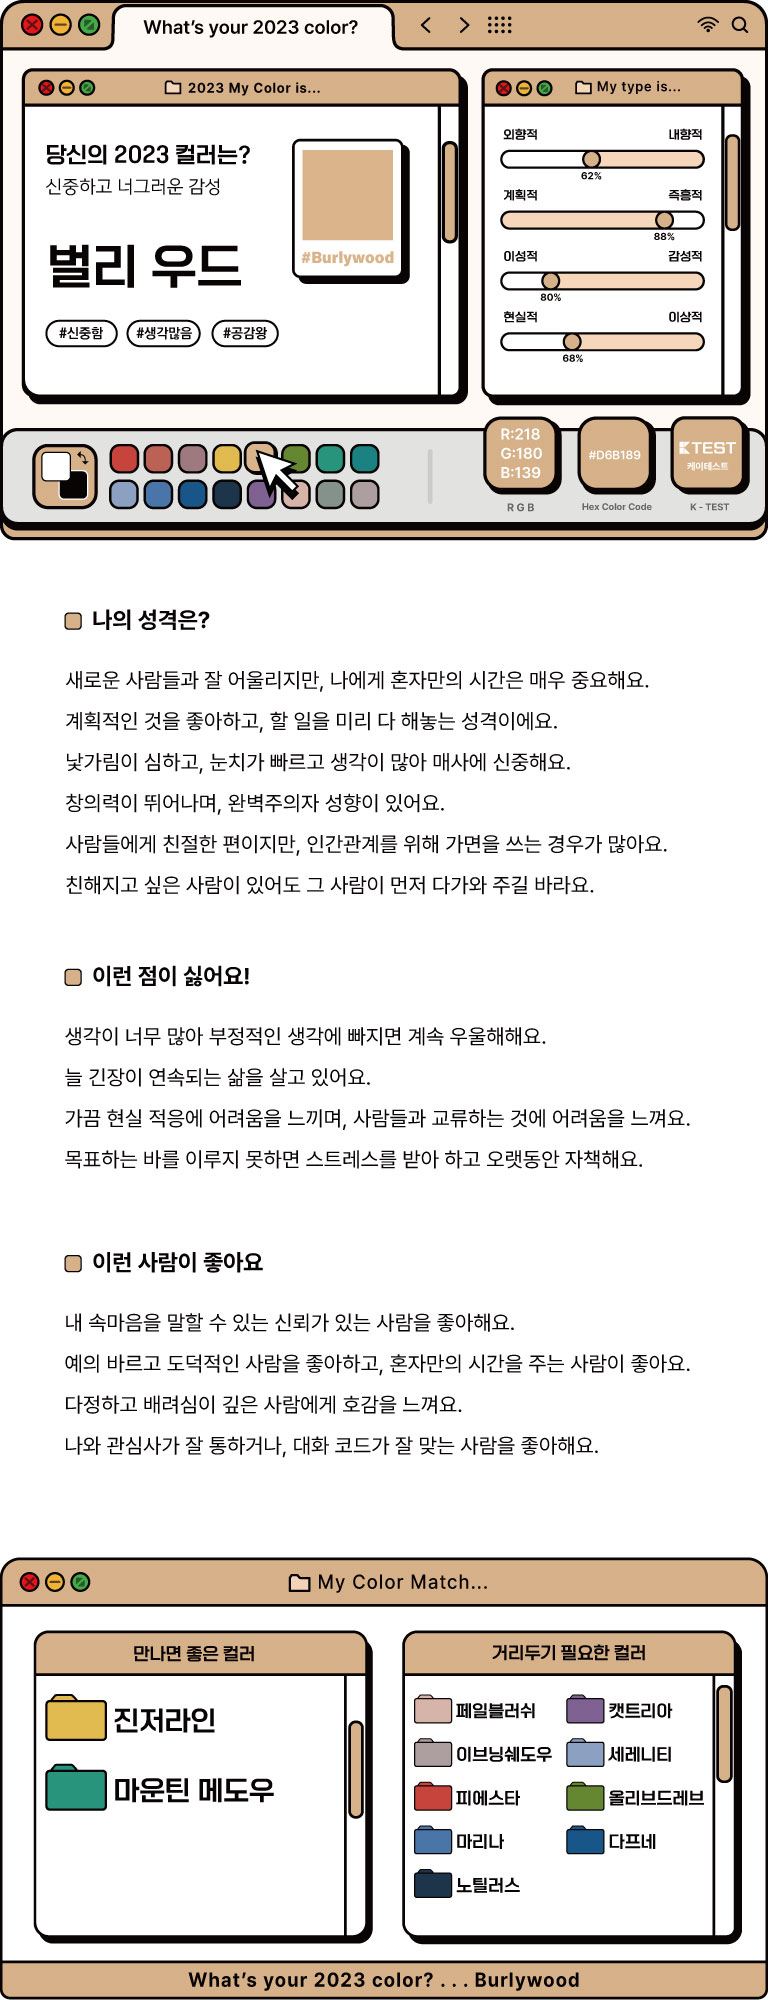 What's your 2023 color?
2023 My Color is...
당신의 2023 컬러는?
신중하고 너그러운 감성
벌리 우드
#신중함 #생각많음 #공감왕
#Burlywood
My type is...
외향적 내향적
62%
계획적 즉흥적
88%
이성적 감성적
80%
현실적 이상적
68%
R:218
G:180
B:139
RGB
#D6B189
Hex Color Code
KTEST
케이테스트
K - TEST
나의 성격은?
새로운 사람들과 잘 어울리지만, 나에게 혼자만의 시간은 매우 중요해요.
계획적인 것을 좋아하고, 할 일을 미리 다 해놓는 성격이에요.
낯가림이 심하고, 눈치가 빠르고 생각이 많아 매사에 신중해요.
창의력이 뛰어나며, 완벽주의자 성향이 있어요.
사람들에게 친절한 편이지만, 인간관계를 위해 가면을 쓰는 경우가 많아요.
친해지고 싶은 사람이 있어도 그 사람이 먼저 다가와 주길 바라요.
이런 점이 싫어요!
생각이 너무 많아 부정적인 생각에 빠지면 계속 우울해해요.
늘 긴장이 연속되는 삶을 살고 있어요.
가끔 현실 적응에 어려움을 느끼며, 사람들과 교류하는 것에 어려움을 느껴요.
목표하는 바를 이루지 못하면 스트레스를 받아 하고 오랫동안 자책해요.
이런 사람이 좋아요
내 속마음을 말할 수 있는 신뢰가 있는 사람을 좋아해요.
예의 바르고 도덕적인 사람을 좋아하고, 혼자만의 시간을 주는 사람이 좋아요.
다정하고 배려심이 깊은 사람에게 호감을 느껴요.
나와 관심사가 잘 통하거나, 대화 코드가 잘 맞는 사람을 좋아해요.
My Color Match...
만나면 좋은 컬러
진저라인
마운틴 메도우
거리두기 필요한 컬러
페일블러쉬 캣트리아
이브닝쉐도우 세레니티
피에스타 올리브드레브
마리나 다프네
노틸러스
What's your 2023 color? . . . Burlywood